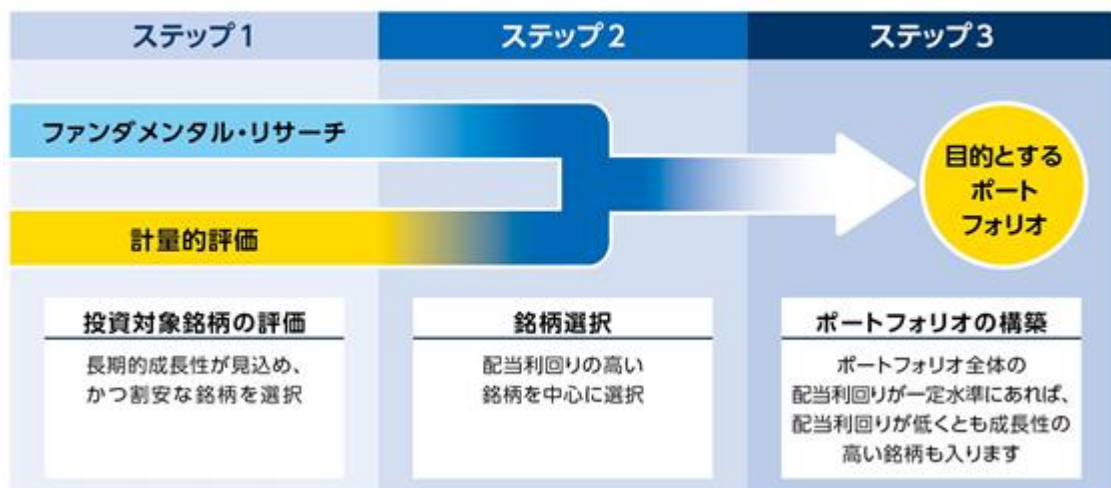 ステップ1
ステップ2
ステップ3
ファンダメンタル・リサーチ
計量的評価
目的とする
ポート
フォリオ
投資対象銘柄の評価
長期的成長性が見込め、
かつ割安な銘柄を選択
銘柄選択
配当利回りの高い
銘柄を中心に選択
ポートフォリオの構築
ポートフォリオ全体の
配当利回りが一定水準にあれば、
配当利回りが低くとも成長性の
高い銘柄も入ります